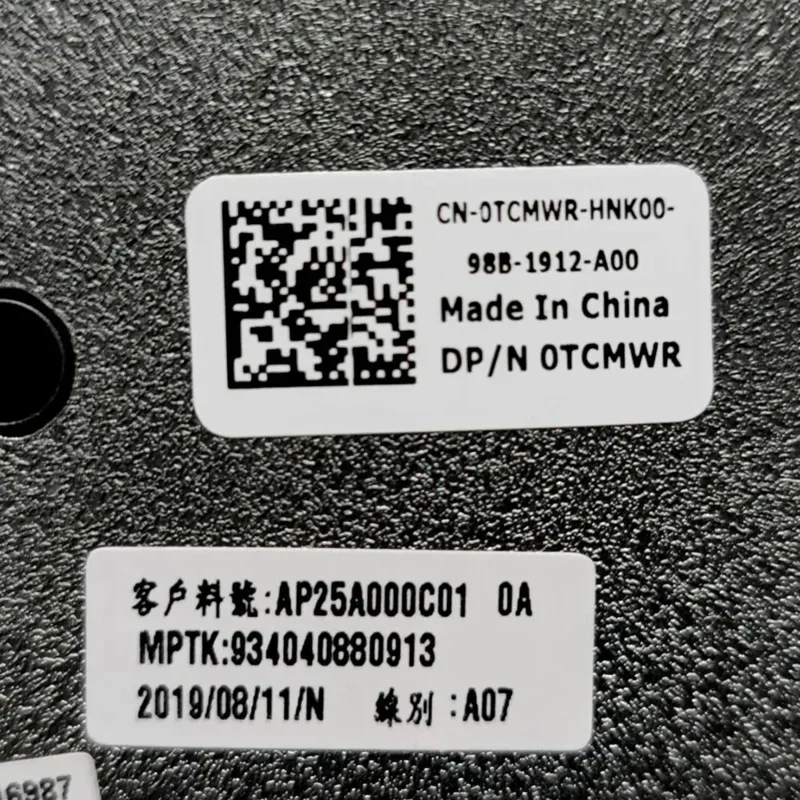 CN-0TCMWR-HNK00-
98B-1912-A00
Made In China
DP/N 0TCMWR
客戶料號:AP25A000C01 0A
MPTK:934040880913
2019/08/11/N 線別:A07
6987